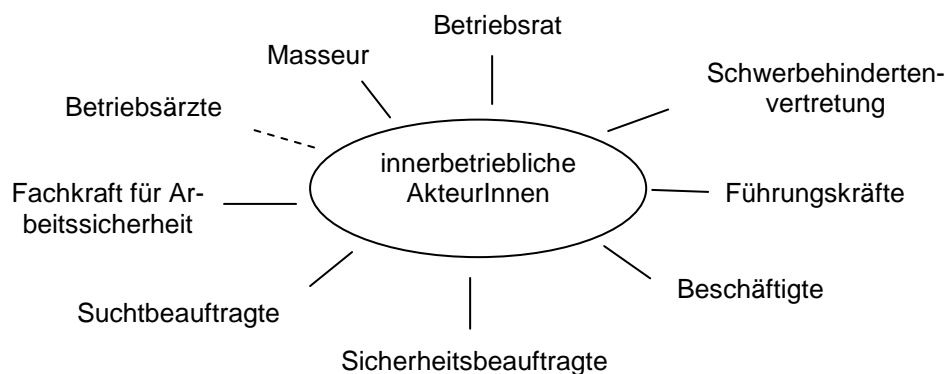 Betriebsrat
Masseur
Schwerbehinderten-
vertretung
Betriebsärzte
innerbetriebliche
AkteurInnen
Fachkraft für Ar-
beitssicherheit
Führungskräfte
Beschäftigte
Suchtbeauftragte
Sicherheitsbeauftragte